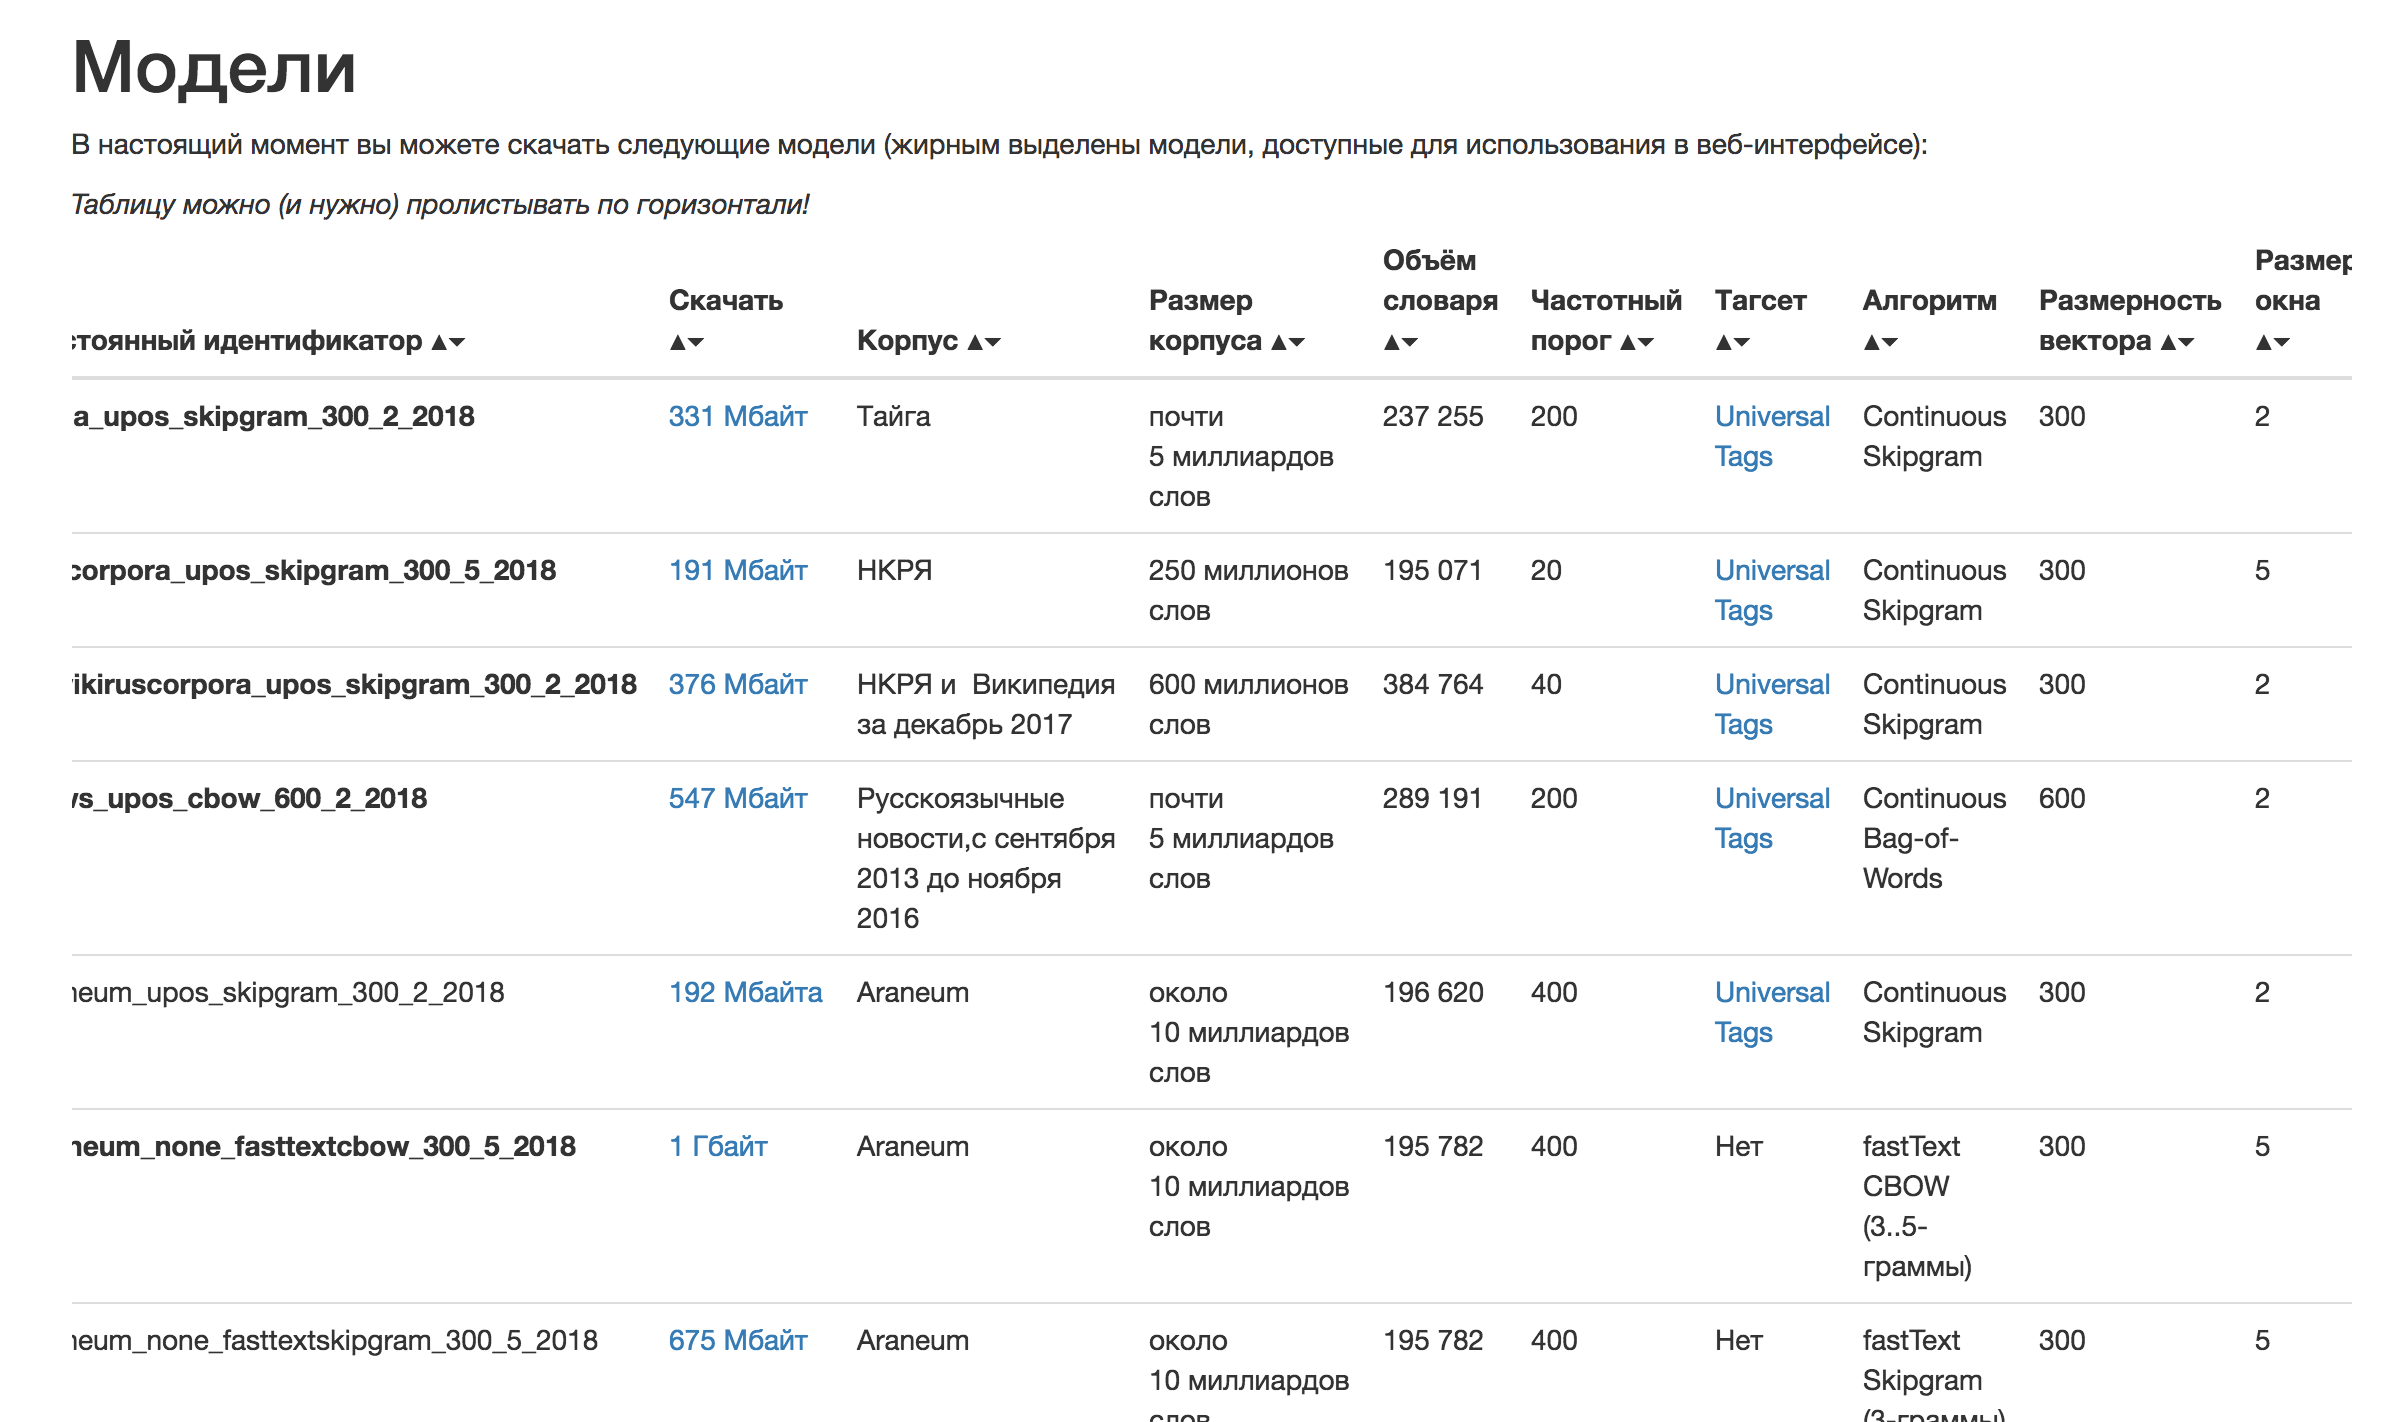 Модели
В настоящий момент вы можете скачать следующие модели (жирным выделены модели, доступные для использования в веб-интерфейсе):
Таблицу можно (и нужно) пролистывать по горизонтали!
Объём Размер
Скачать Размер словаря Частотный Тагсет Алгоритм Размерность окна
стоянный идентификатор ▲▼ ▲▼ Корпус ▲▼ корпуса ▲▼ ▲▼ порог ▲▼ ▲▼ ▲▼ вектора ▲▼ ▲▼
a_upos_skipgram_300_2_2018 331 Мбайт Тайга почти 237 255 200 Universal Continuous 300 2
5 миллиардов Tags Skipgram
слов
corpora_upos_skipgram_300_5_2018 191 Мбайт НКРЯ 250 миллионов 195 071 20 Universal Continuous 300 5
слов Tags Skipgram
ikiruscorpora_upos_skipgram_300_2_2018 376 Мбайт НКРЯ и Википедия 600 миллионов 384 764 40 Universal Continuous 300 2
за декабрь 2017 слов Tags Skipgram
vs_upos_cbow_600_2_2018 547 Мбайт Русскоязычные почти 289 191 200 Universal Continuous 600 2
новости,с сентября 5 миллиардов Tags Bag-of-
2013 до ноября слов Words
2016
neum_upos_skipgram_300_2_2018 192 Мбайта Araneum около 196 620 400 Universal Continuous 300 2
10 миллиардов Tags Skipgram
слов
neum_none_fasttextcbow_300_5_2018 1 Гбайт Araneum около 195 782 400 Нет fastText 300 5
10 миллиардов CBOW
слов (3..5-
граммы)
neum_none_fasttextskipgram_300_5_2018 675 Мбайт Araneum около 195 782 400 Нет fastText 300 5
10 миллиардов Skipgram
слов (3-граммы)